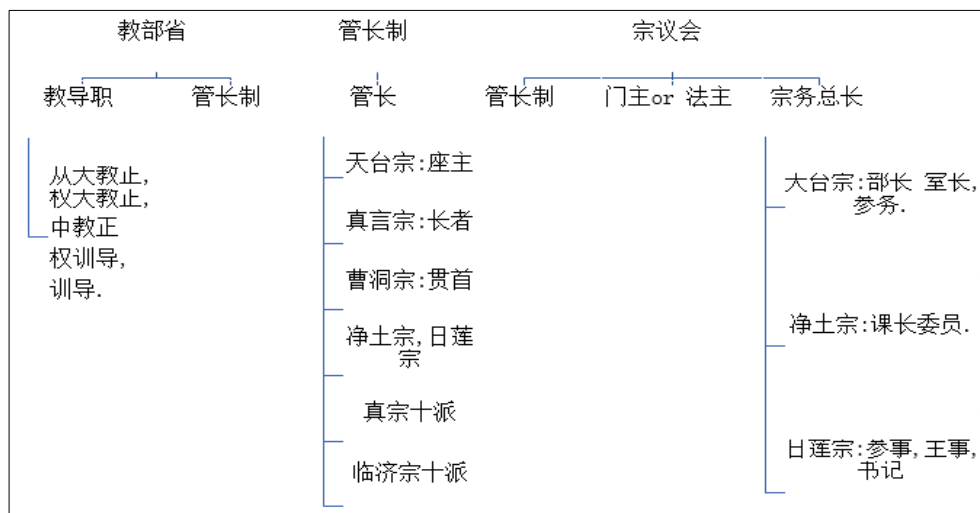 教部省
管长制
宗议会
教导职
管长制
管长
管长制
门主or 法主
宗务总长
从大教止,
权大教止,
中教正
权训导,
训导.
天台宗:座主
真言宗:长者
曹洞宗:贯首
净土宗,日莲
宗
真宗十派
临济宗十派
大台宗:部长 室长,
参务.
净土宗:课长委员.
日莲宗:参事,王事,
书记